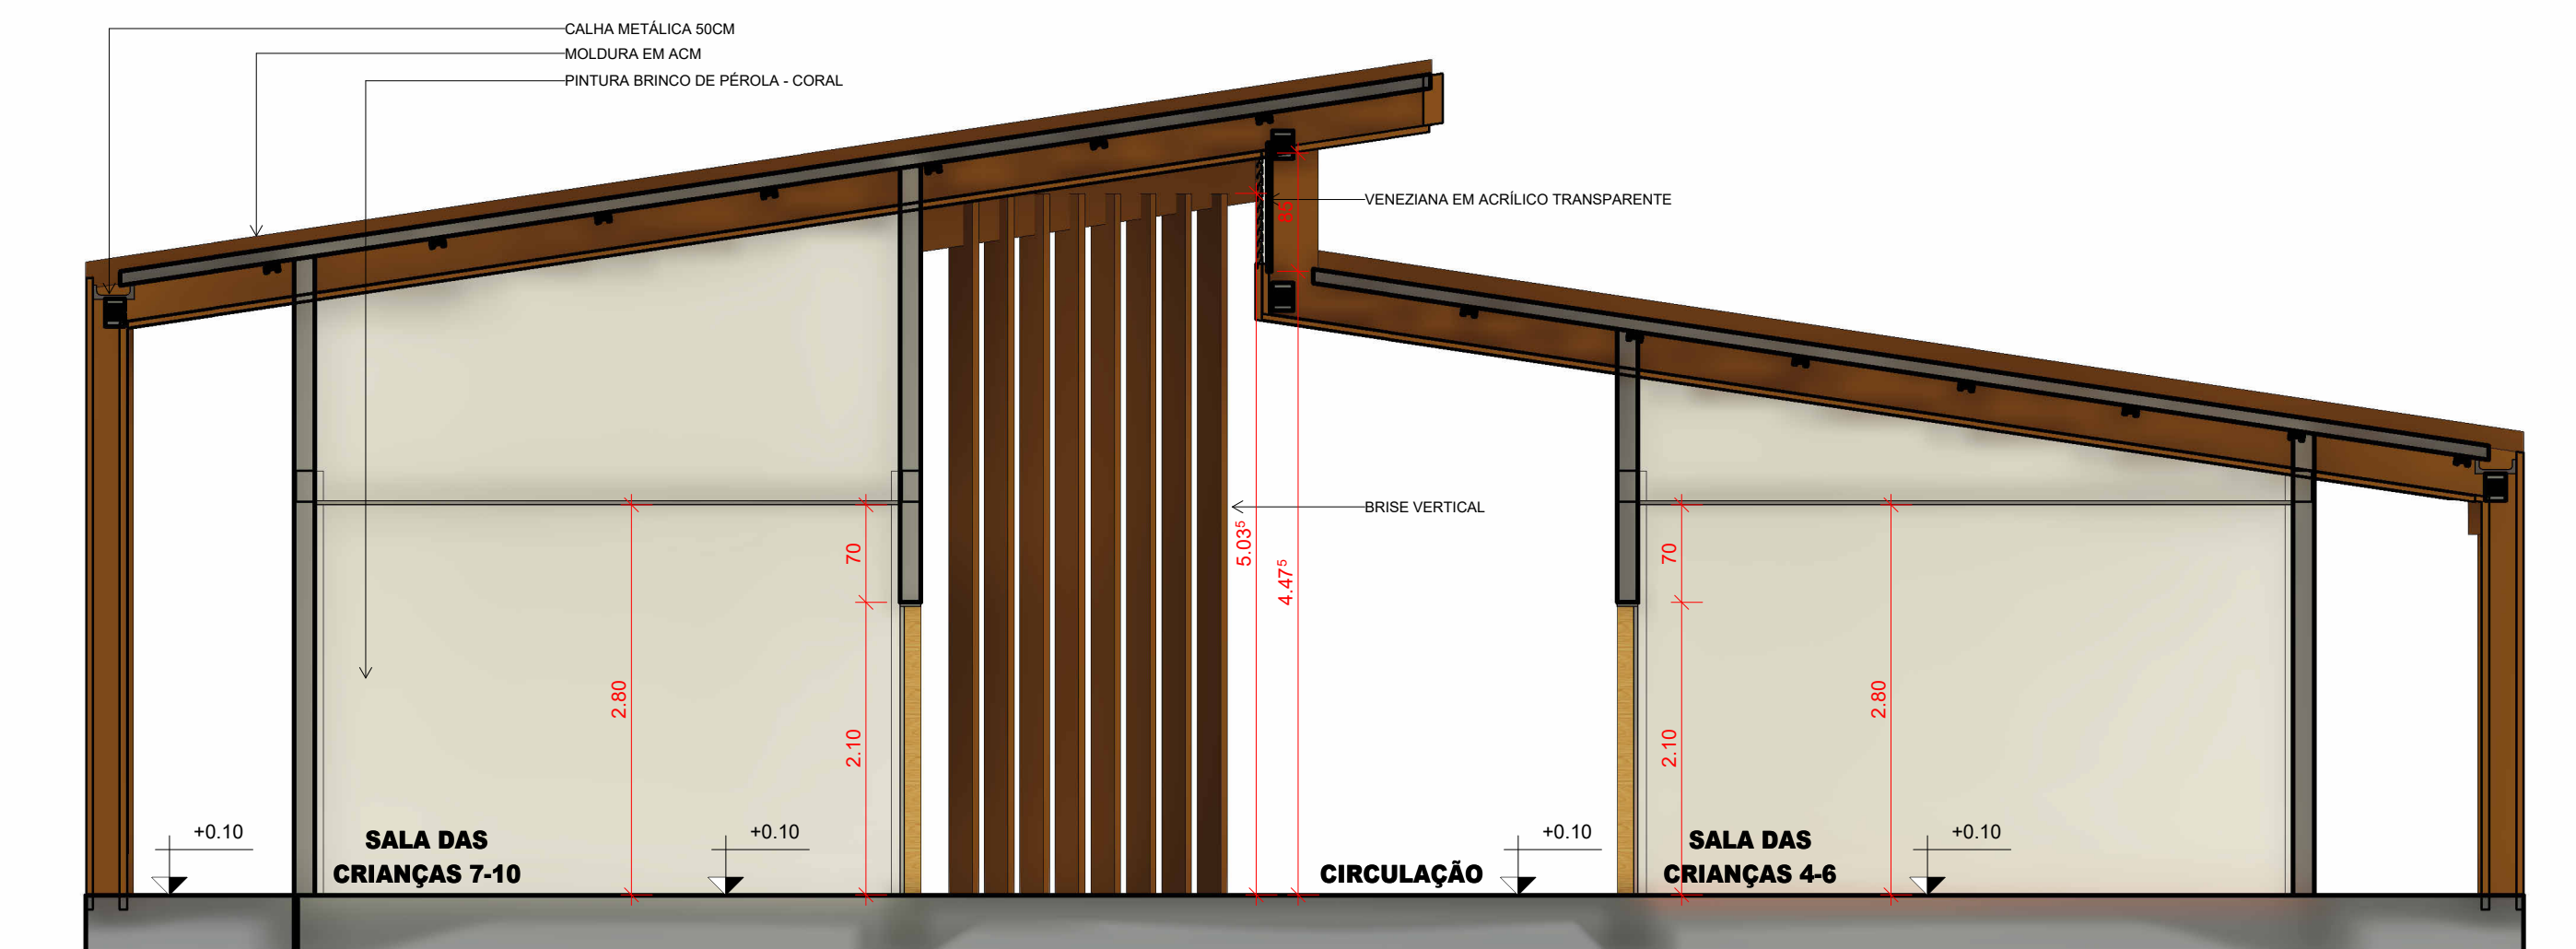 CALHA METÁLICA 50CM
MOLDURA EM ACM
PINTURA BRINCO DE PÉROLA - CORAL
VENEZIANA EM ACRÍLICO TRANSPARENTE
85
BRISE VERTICAL
5.03⁵
4.47⁵
70
70
2.80
2.10
2.10
2.80
+0.10
+0.10
+0.10
+0.10
SALA DAS
CRIANÇAS 7-10
CIRCULAÇÃO
SALA DAS
CRIANÇAS 4-6